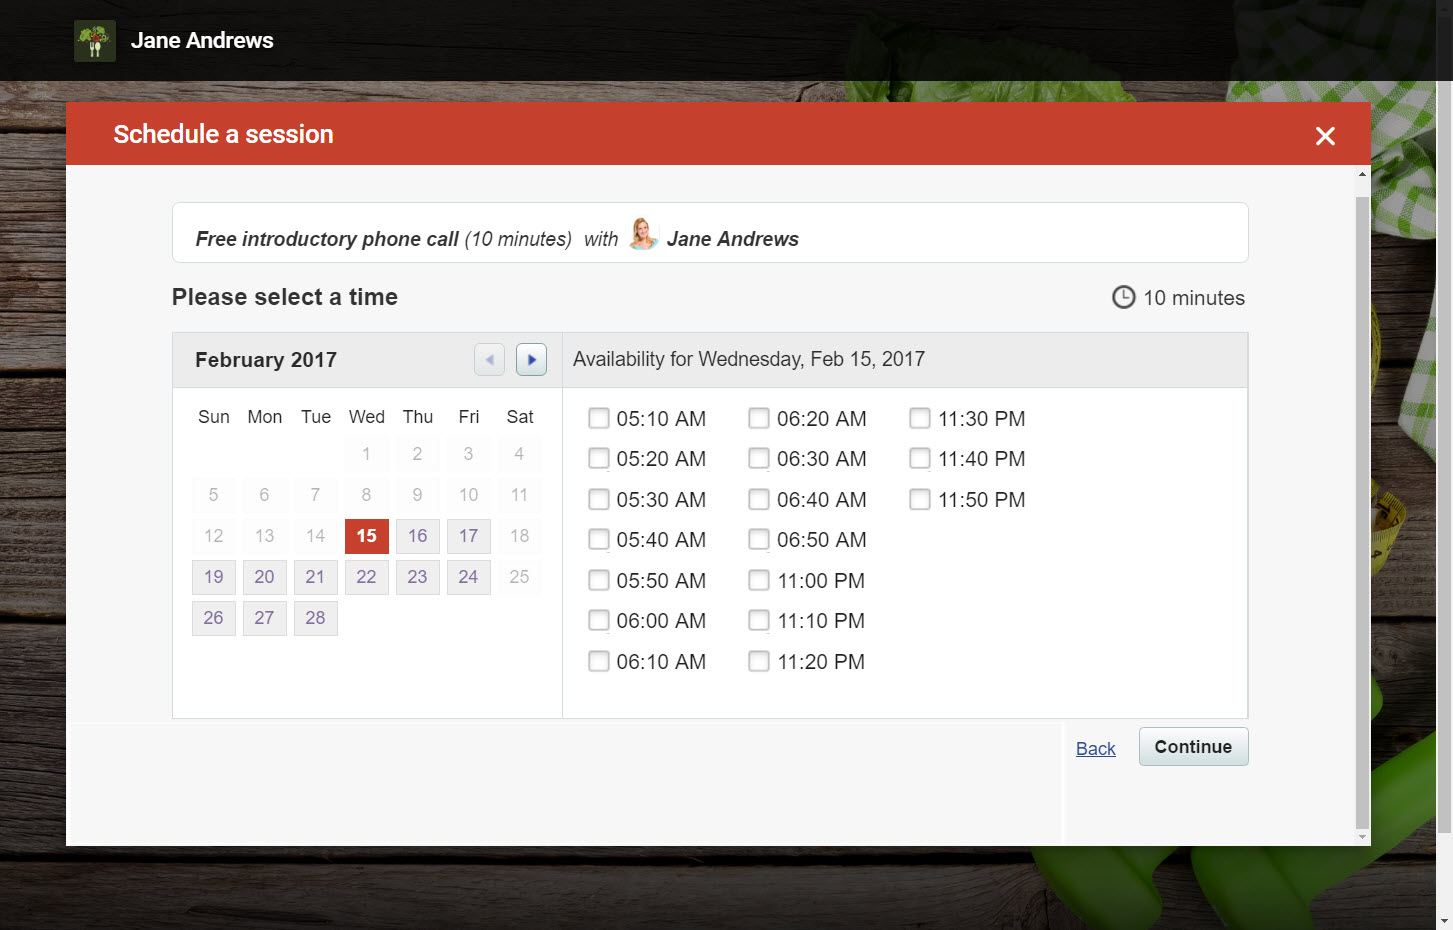 Jane Andrews
Schedule a session
Free introductory phone call (10 minutes) with Jane Andrews
Please select a time
10 minutes
February 2017
Availability for Wednesday, Feb 15, 2017
Sun Mon Tue Wed Thu Fri Sat
1 2 3 4
5 6 7 8 9 10 11
12 13 14 15 16 17 18
19 20 21 22 23 24 25
26 27 28
05:10 AM 06:20 AM 11:30 PM
05:20 AM 06:30 AM 11:40 PM
05:30 AM 06:40 AM 11:50 PM
05:40 AM 06:50 AM
05:50 AM 11:00 PM
06:00 AM 11:10 PM
06:10 AM 11:20 PM
Back Continue